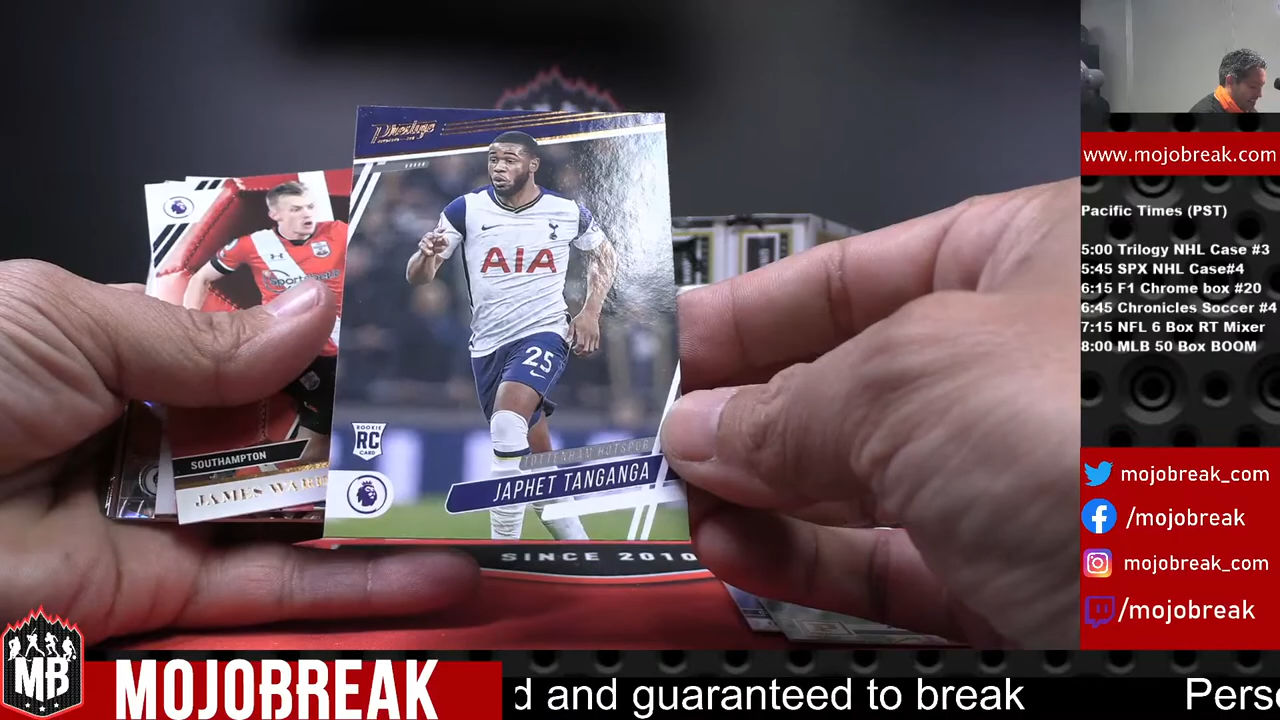 Prestige
AIA
25
ROOKIE
RC
CARD
TOTTENHAM HOTSPUR
JAPHET TANGANGA
SOUTHAMPTON
JAMES WAR
SINCE 2010
www.mojobreak.com
Pacific Times (PST)
5:00 Trilogy NHL Case #3
5:45 SPX NHL Case#4
6:15 F1 Chrome box #20
6:45 Chronicles Soccer #4
7:15 NFL 6 Box RT Mixer
8:00 MLB 50 Box BOOM
mojobreak_com
/mojobreak
mojobreak_com
/mojobreak
MB
MOJOBREAK
d and guaranteed to break Pers